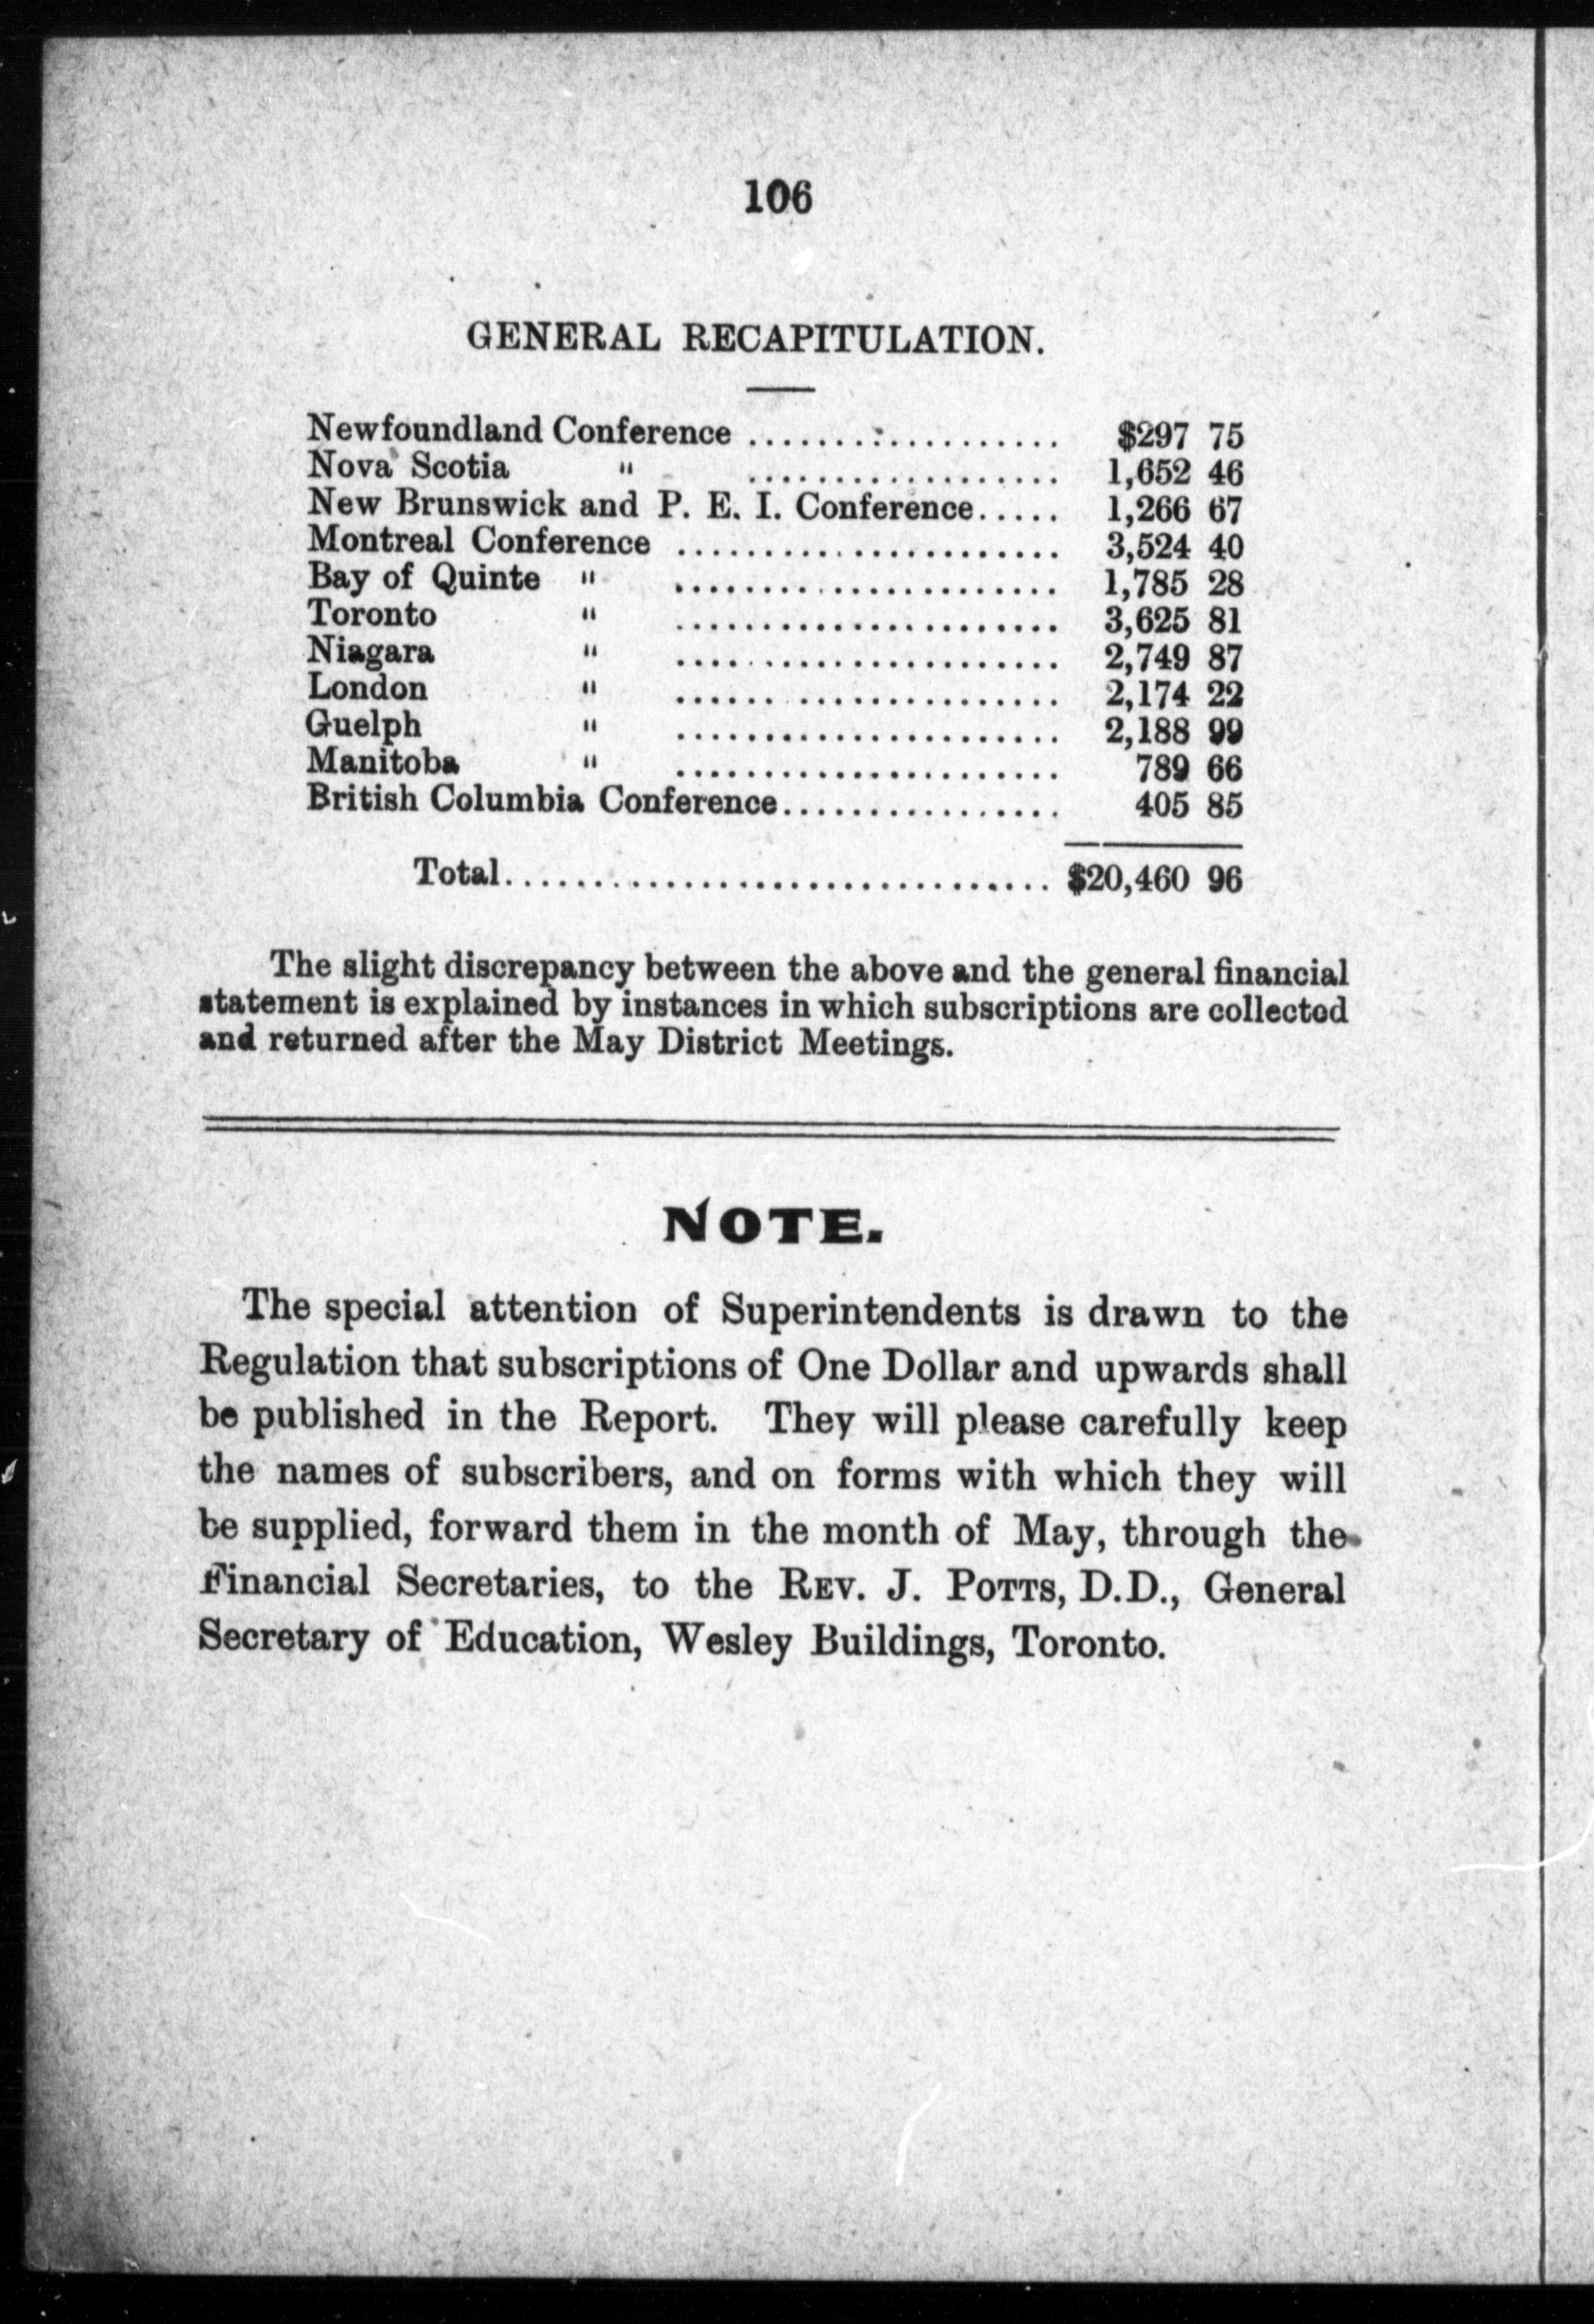 106
GENERAL RECAPITULATION.
Newfoundland Conference .................. $297 75
Nova Scotia " .................. 1,652 46
New Brunswick and P. E. I. Conference..... 1,266 67
Montreal Conference ...................... 3,524 40
Bay of Quinte " ...................... 1,785 28
Toronto " ...................... 3,625 81
Niagara " ...................... 2,749 87
London " ...................... 2,174 22
Guelph " ...................... 2,188 99
Manitoba " ...................... 789 66
British Columbia Conference................ 405 85
Total............................... $20,460 96
The slight discrepancy between the above and the general financial
statement is explained by instances in which subscriptions are collected
and returned after the May District Meetings.
NOTE.
The special attention of Superintendents is drawn to the
Regulation that subscriptions of One Dollar and upwards shall
be published in the Report. They will please carefully keep
the names of subscribers, and on forms with which they will
be supplied, forward them in the month of May, through the
Financial Secretaries, to the REV. J. POTTS, D.D., General
Secretary of Education, Wesley Buildings, Toronto.